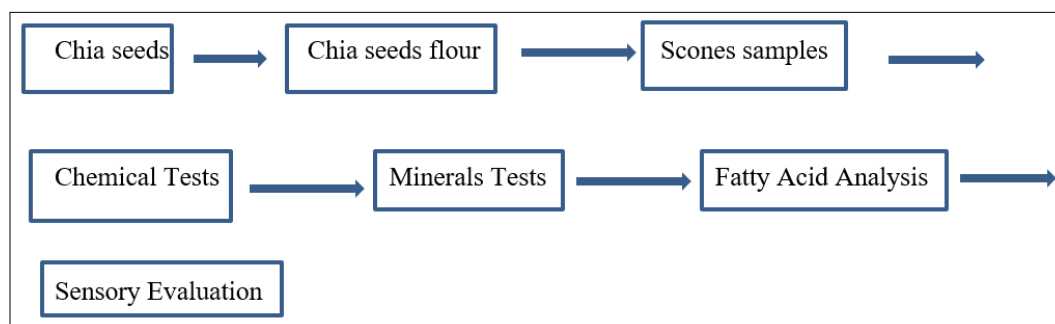 Chia seeds
Chia seeds flour
Scones samples
Chemical Tests
Minerals Tests
Fatty Acid Analysis
Sensory Evaluation